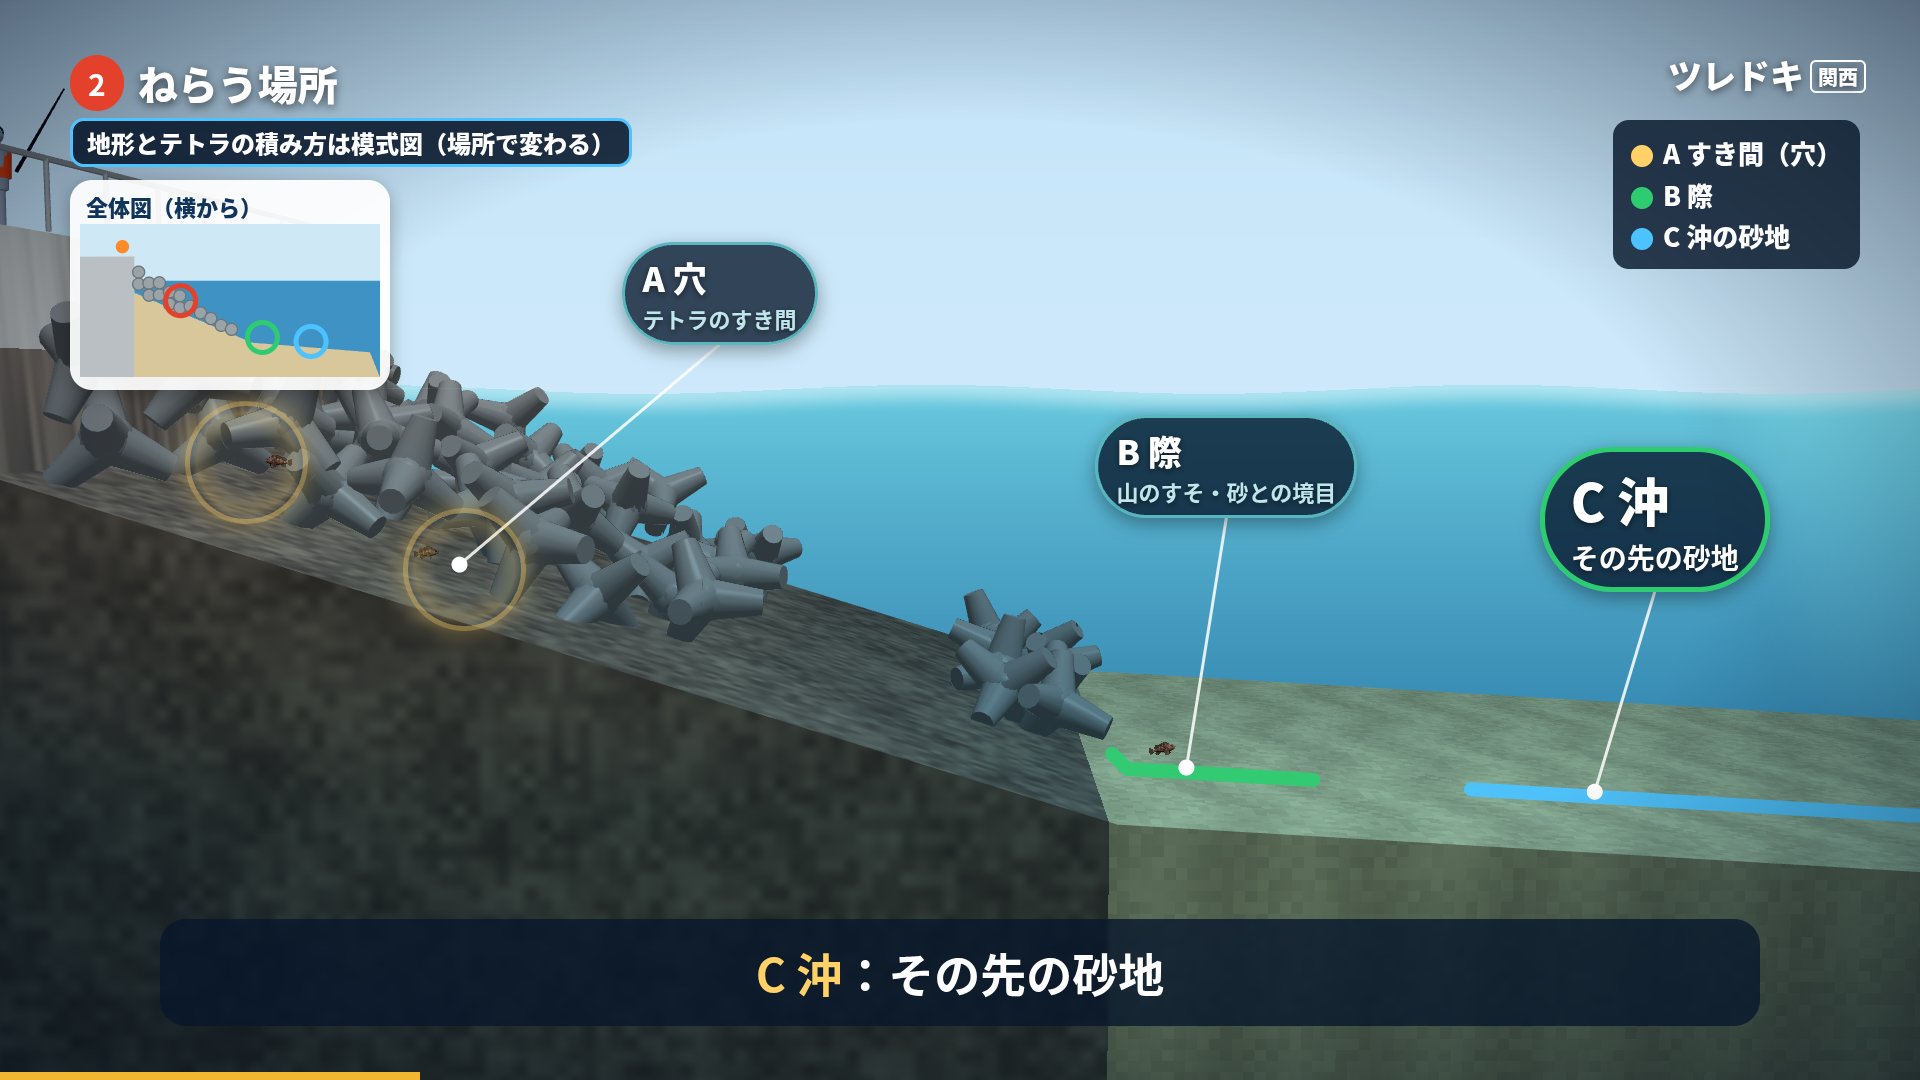 2 ねらう場所
地形とテトラの積み方は模式図（場所で変わる）
全体図（横から）
ツレドキ 関西
A すき間（穴）
B 際
C 沖の砂地
A 穴
テトラのすき間
B 際
山のすそ・砂との境目
C 沖
その先の砂地
C 沖：その先の砂地